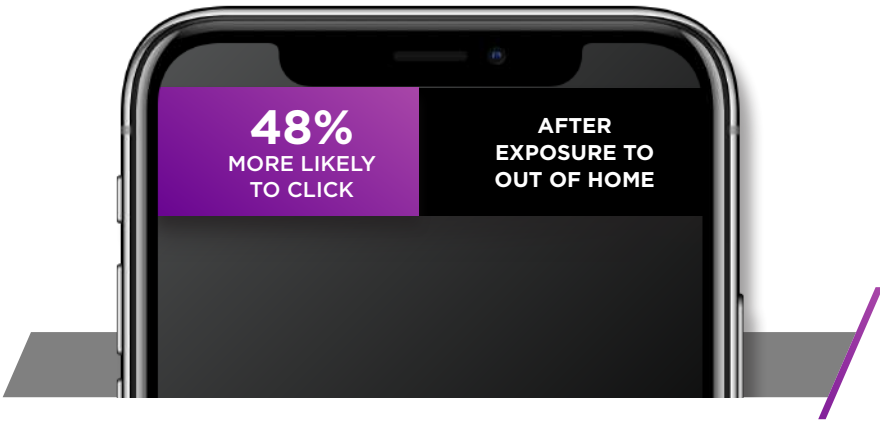 48%
MORE LIKELY
TO CLICK
AFTER
EXPOSURE TO
OUT OF HOME